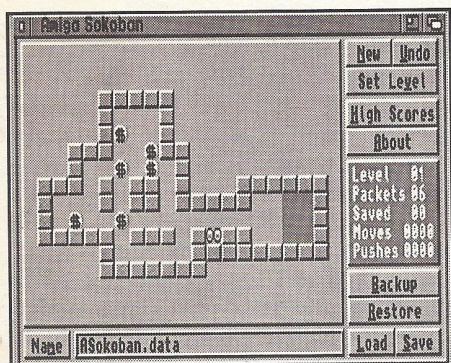 Amiga Sokoban
New Undo
Set Level
High Scores
About
Level 01
Packets 06
Saved 00
Moves 0000
Pushes 0000
Backup
Restore
Load Save
Name ASokoban.data